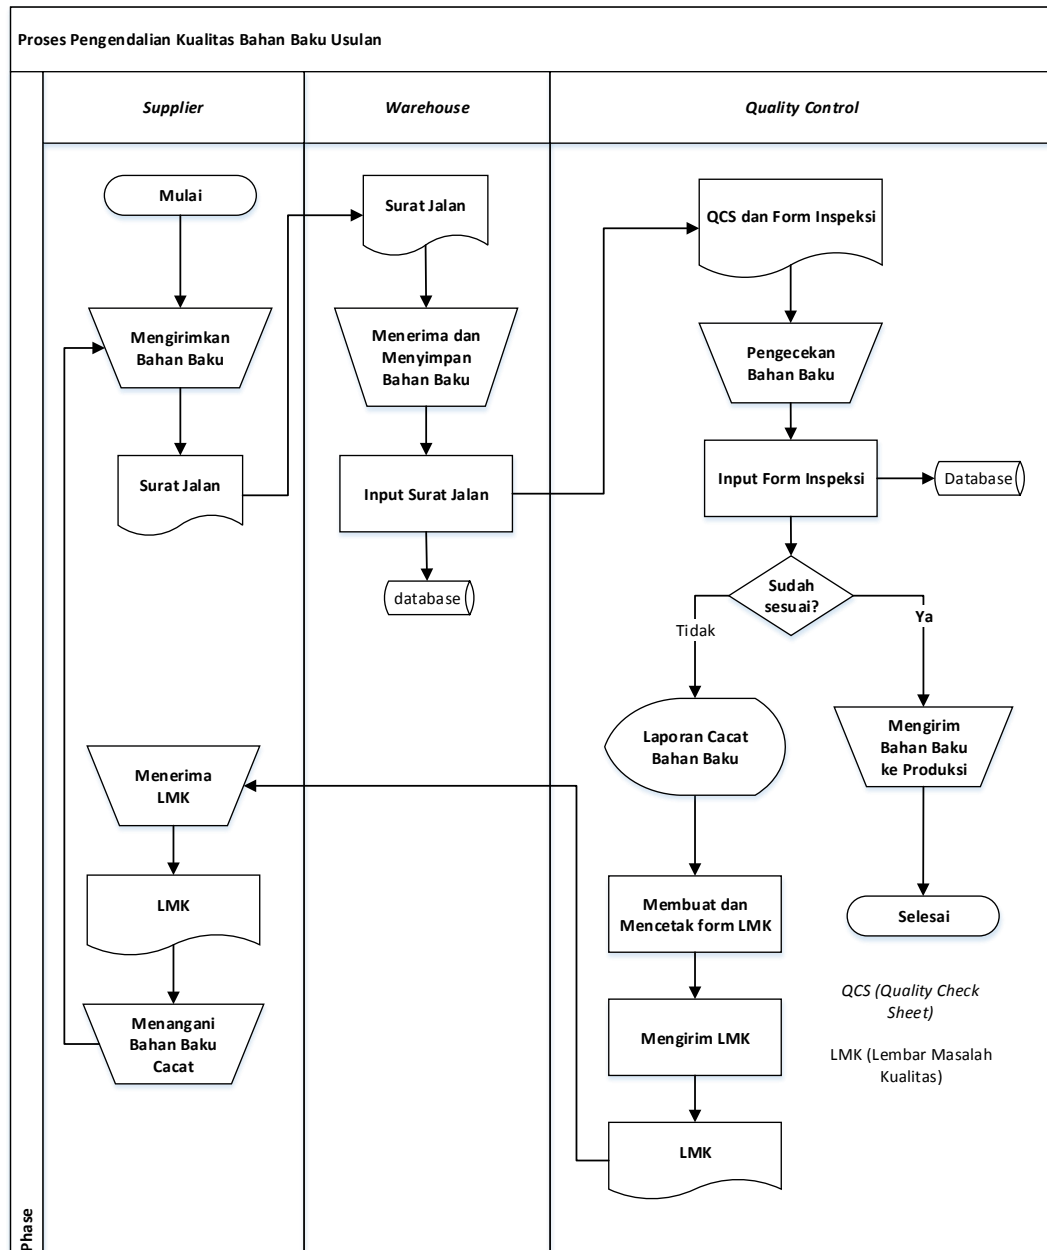 Proses Pengendalian Kualitas Bahan Baku Usulan
Supplier
Warehouse
Quality Control
Mulai
Mengirimkan
Bahan Baku
Surat Jalan
Menerima
LMK
LMK
Menangani
Bahan Baku
Cacat
Surat Jalan
Menerima dan
Menyimpan
Bahan Baku
Input Surat Jalan
database
QCS dan Form Inspeksi
Pengecekan
Bahan Baku
Input Form Inspeksi
Database
Sudah
sesuai?
Tidak
Ya
Laporan Cacat
Bahan Baku
Mengirim
Bahan Baku
ke Produksi
Membuat dan
Mencetak form LMK
Selesai
Mengirim LMK
LMK
QCS (Quality Check
Sheet)
LMK (Lembar Masalah
Kualitas)
Phase